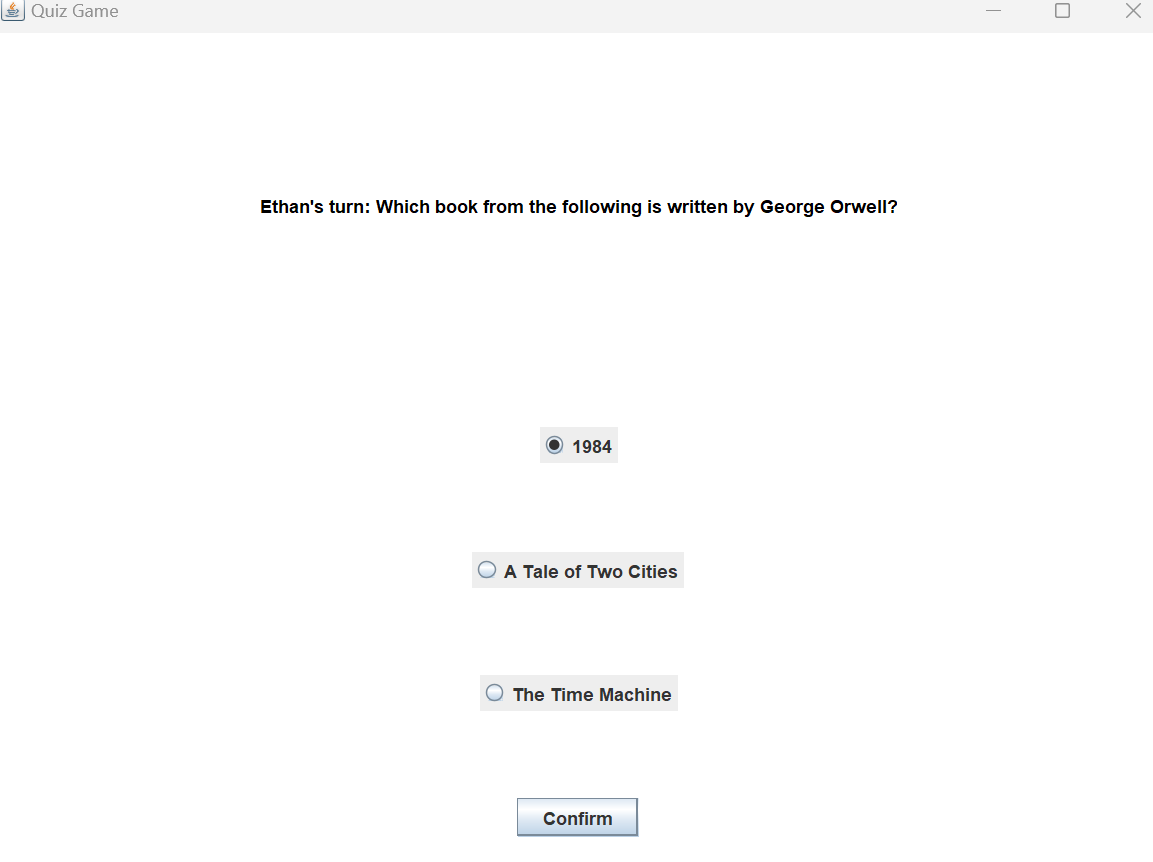 Quiz Game
Ethan's turn: Which book from the following is written by George Orwell?
1984
A Tale of Two Cities
The Time Machine
Confirm